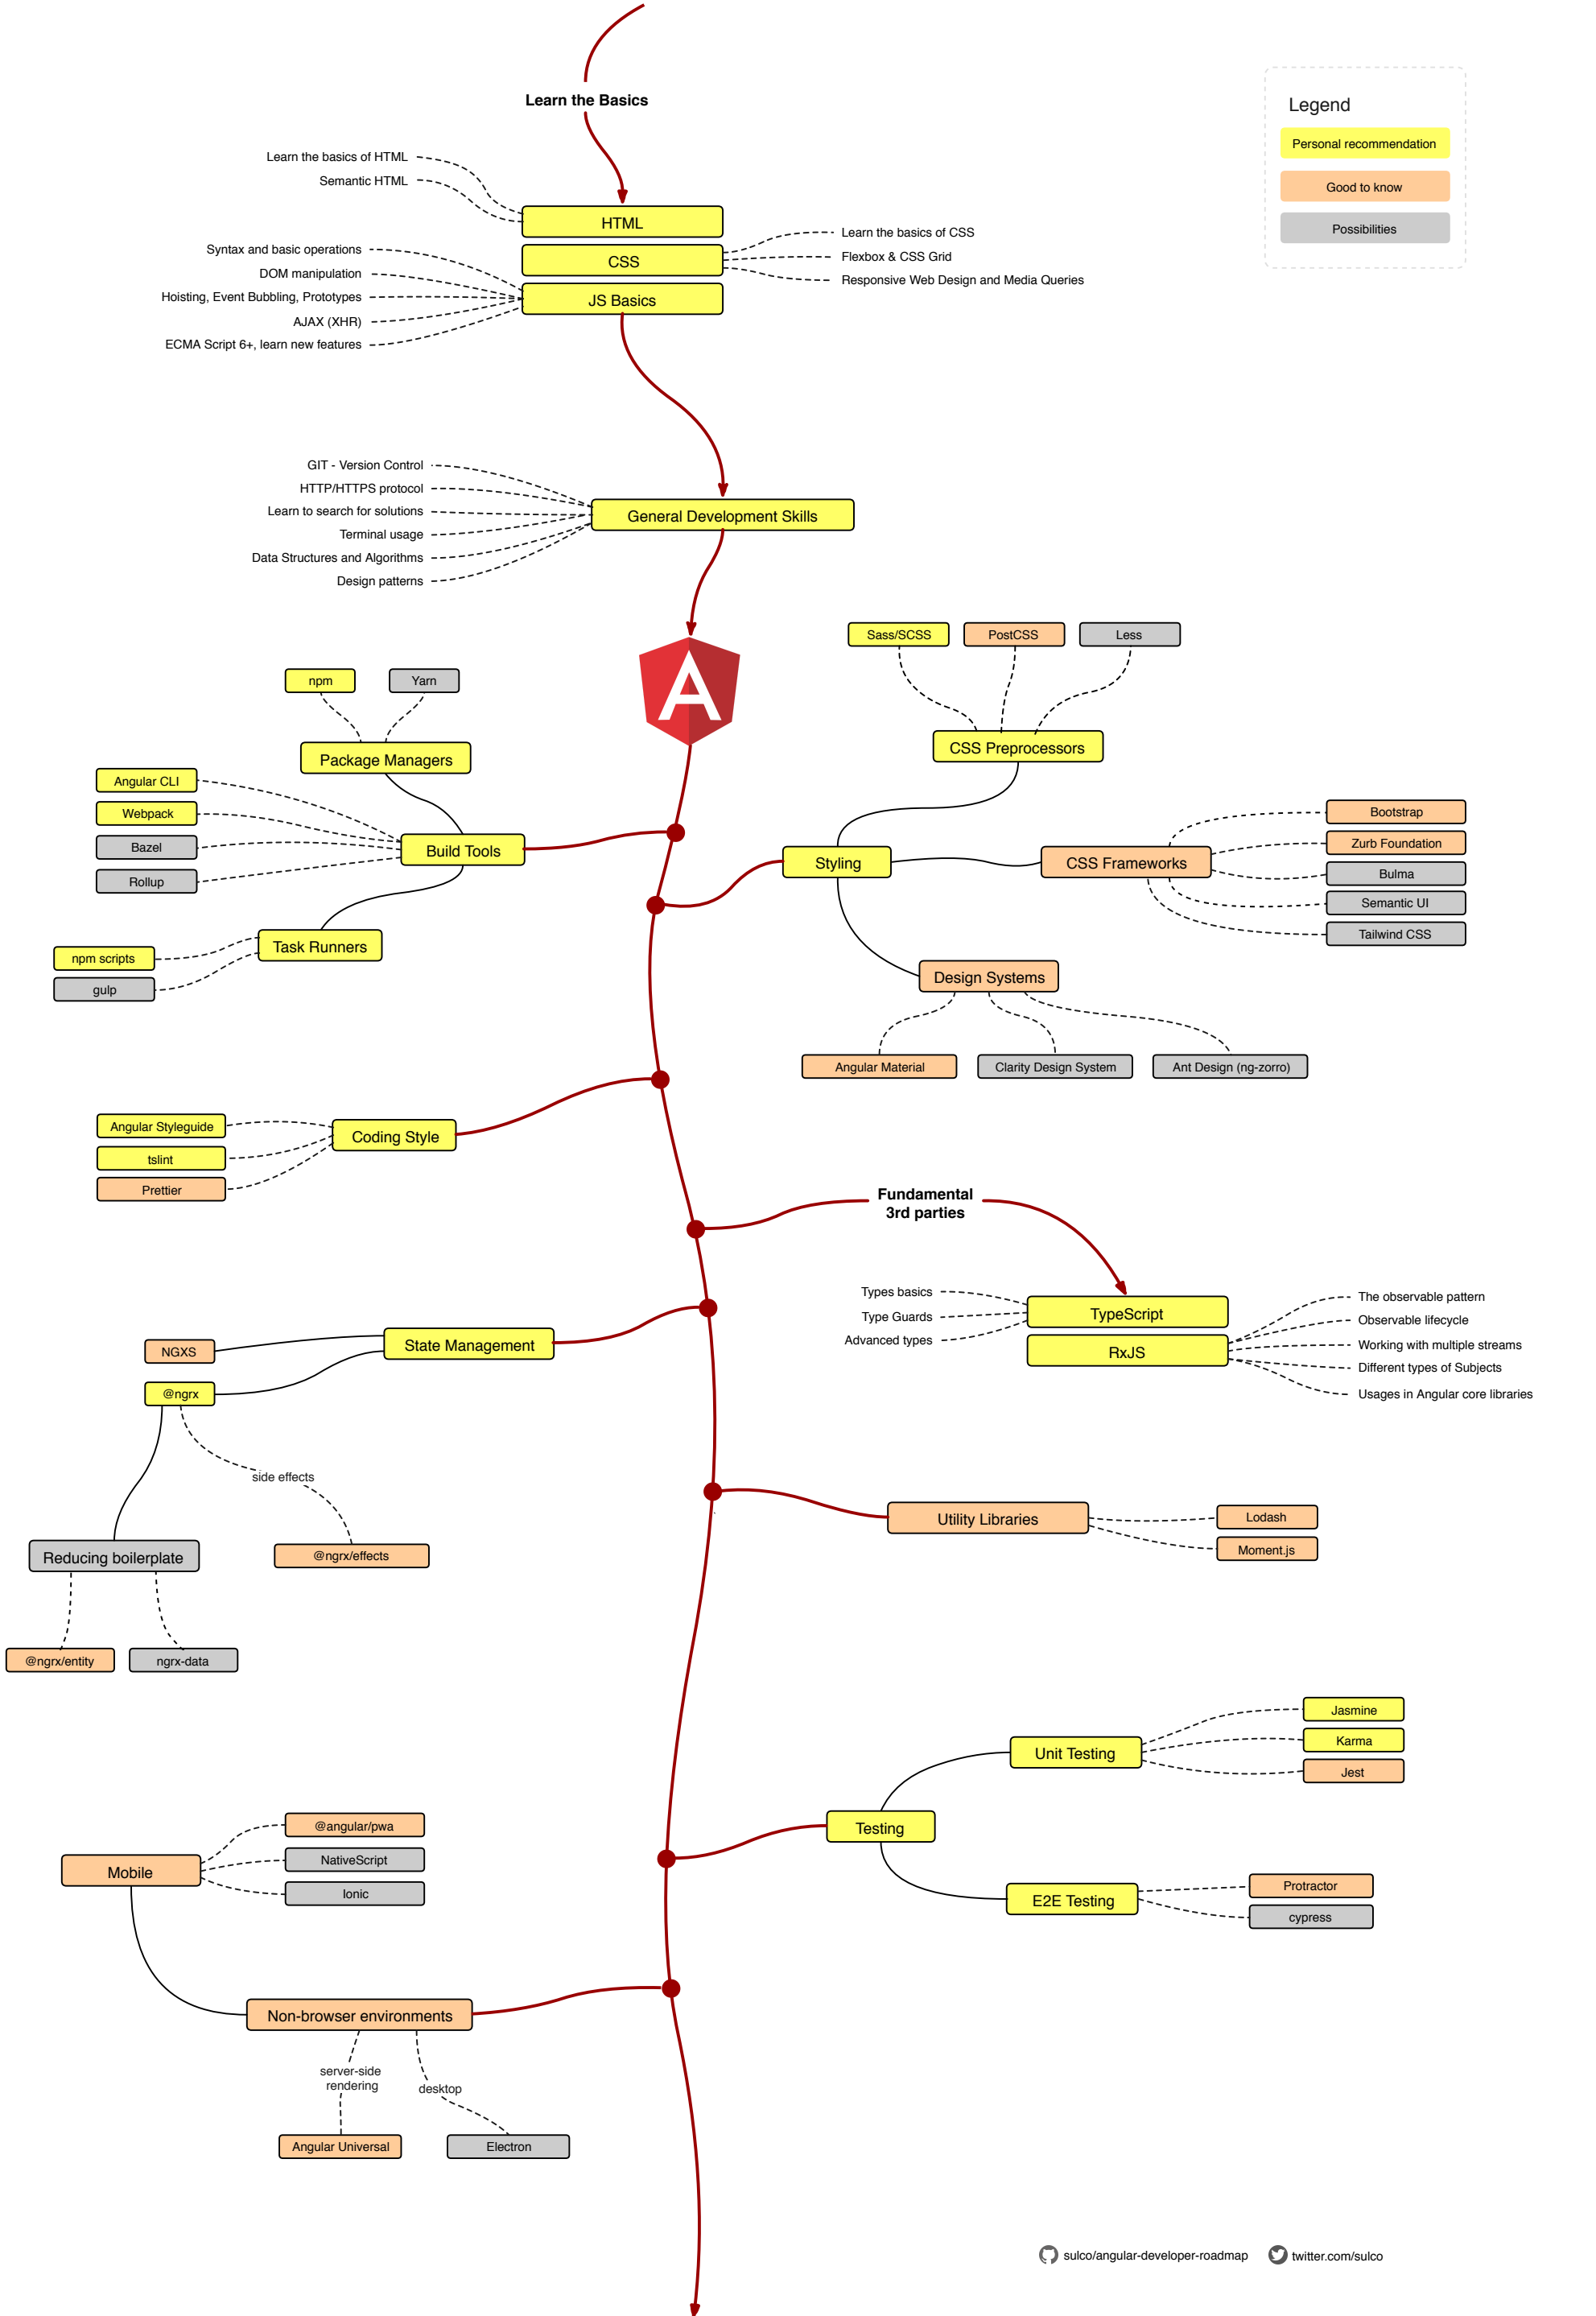 Learn the Basics
Legend
Personal recommendation
Good to know
Possibilities
Learn the basics of HTML
Semantic HTML
HTML
CSS
JS Basics
Learn the basics of CSS
Flexbox & CSS Grid
Responsive Web Design and Media Queries
Syntax and basic operations
DOM manipulation
Hoisting, Event Bubbling, Prototypes
AJAX (XHR)
ECMA Script 6+, learn new features
GIT - Version Control
HTTP/HTTPS protocol
Learn to search for solutions
Terminal usage
Data Structures and Algorithms
Design patterns
General Development Skills
A
Sass/SCSS
PostCSS
Less
CSS Preprocessors
npm
Yarn
Package Managers
Angular CLI
Webpack
Bazel
Rollup
Build Tools
Task Runners
npm scripts
gulp
Styling
CSS Frameworks
Bootstrap
Zurb Foundation
Bulma
Semantic UI
Tailwind CSS
Design Systems
Angular Material
Clarity Design System
Ant Design (ng-zorro)
Angular Styleguide
tslint
Prettier
Coding Style
Fundamental
3rd parties
Types basics
Type Guards
Advanced types
TypeScript
RxJS
The observable pattern
Observable lifecycle
Working with multiple streams
Different types of Subjects
Usages in Angular core libraries
State Management
NGXS
@ngrx
side effects
@ngrx/effects
Reducing boilerplate
@ngrx/entity
ngrx-data
Utility Libraries
Lodash
Moment.js
Testing
Unit Testing
Jasmine
Karma
Jest
E2E Testing
Protractor
cypress
Mobile
@angular/pwa
NativeScript
Ionic
Non-browser environments
server-side
rendering
desktop
Angular Universal
Electron
sulco/angular-developer-roadmap
twitter.com/sulco